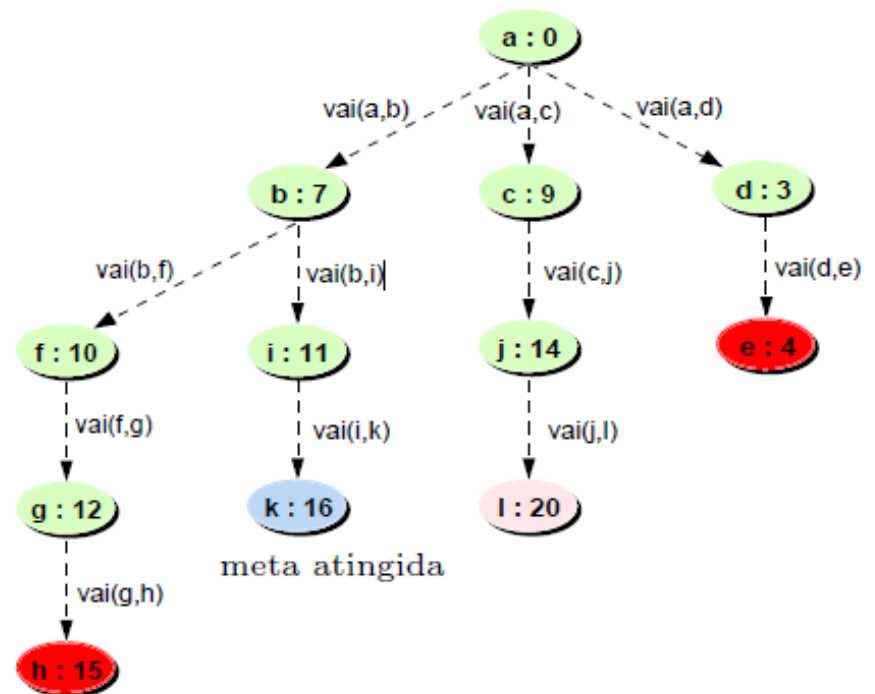 a : 0
vai(a,b)
vai(a,c)
vai(a,d)
b : 7
c : 9
d : 3
vai(b,f)
vai(b,i)
vai(c,j)
vai(d,e)
f : 10
i : 11
j : 14
e : 4
vai(f,g)
vai(i,k)
vai(j,l)
g : 12
k : 16
l : 20
meta atingida
vai(g,h)
h : 15